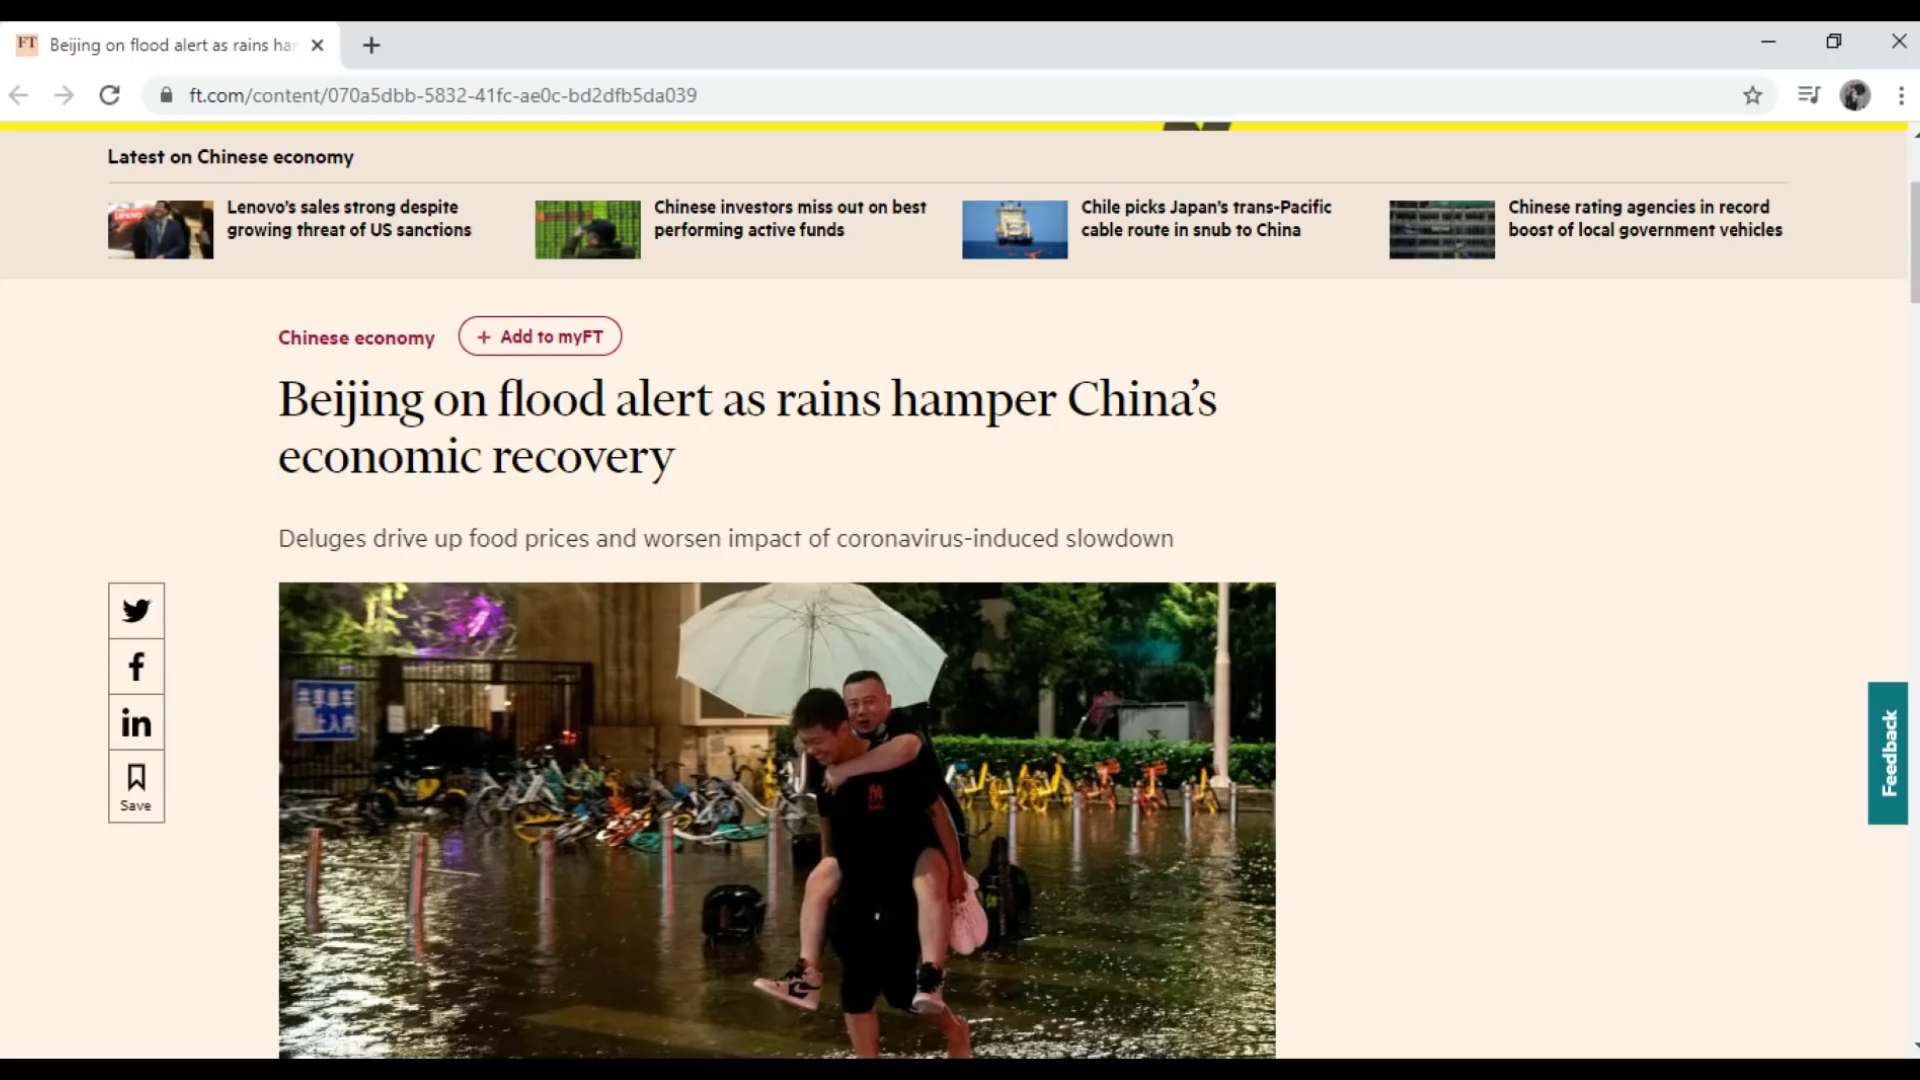 FT Beijing on flood alert as rains har
ft.com/content/070a5dbb-5832-41fc-ae0c-bd2dfb5da039
Latest on Chinese economy
Lenovo's sales strong despite
growing threat of US sanctions
Chinese investors miss out on best
performing active funds
Chile picks Japan's trans-Pacific
cable route in snub to China
Chinese rating agencies in record
boost of local government vehicles
Chinese economy
+ Add to myFT
Beijing on flood alert as rains hamper China's
economic recovery
Deluges drive up food prices and worsen impact of coronavirus-induced slowdown
Save
Feedback